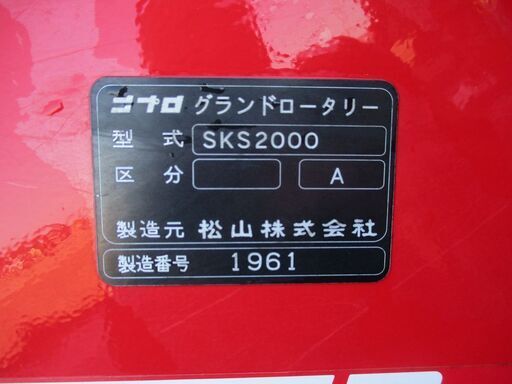 ニプロ グランドロータリー
型式 SKS2000
区分 A
製造元 松山株式会社
製造番号 1961